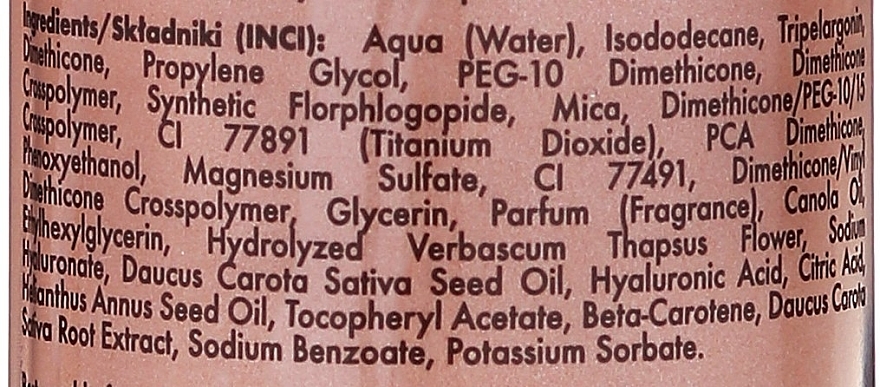 Ingredients/Składniki (INCI): Aqua (Water), Isododecane, Tripelargonin,
Dimethicone, Propylene Glycol, PEG-10 Dimethicone, Dimethicone
Crosspolymer, Synthetic Florphlogopide, Mica, Dimethicone/PEG-10/15
Crosspolymer, CI 77891 (Titanium Dioxide), PCA Dimethicone,
Phenoxyethanol, Magnesium Sulfate, CI 77491, Dimethicone/Vinyl
Dimethicone Crosspolymer, Glycerin, Parfum (Fragrance), Canola Oil,
Ethylhexylglycerin, Hydrolyzed Verbascum Thapsus Flower, Sodium
Hyaluronate, Daucus Carota Sativa Seed Oil, Hyaluronic Acid, Citric Acid,
Helianthus Annus Seed Oil, Tocopheryl Acetate, Beta-Carotene, Daucus Carota
Sativa Root Extract, Sodium Benzoate, Potassium Sorbate.